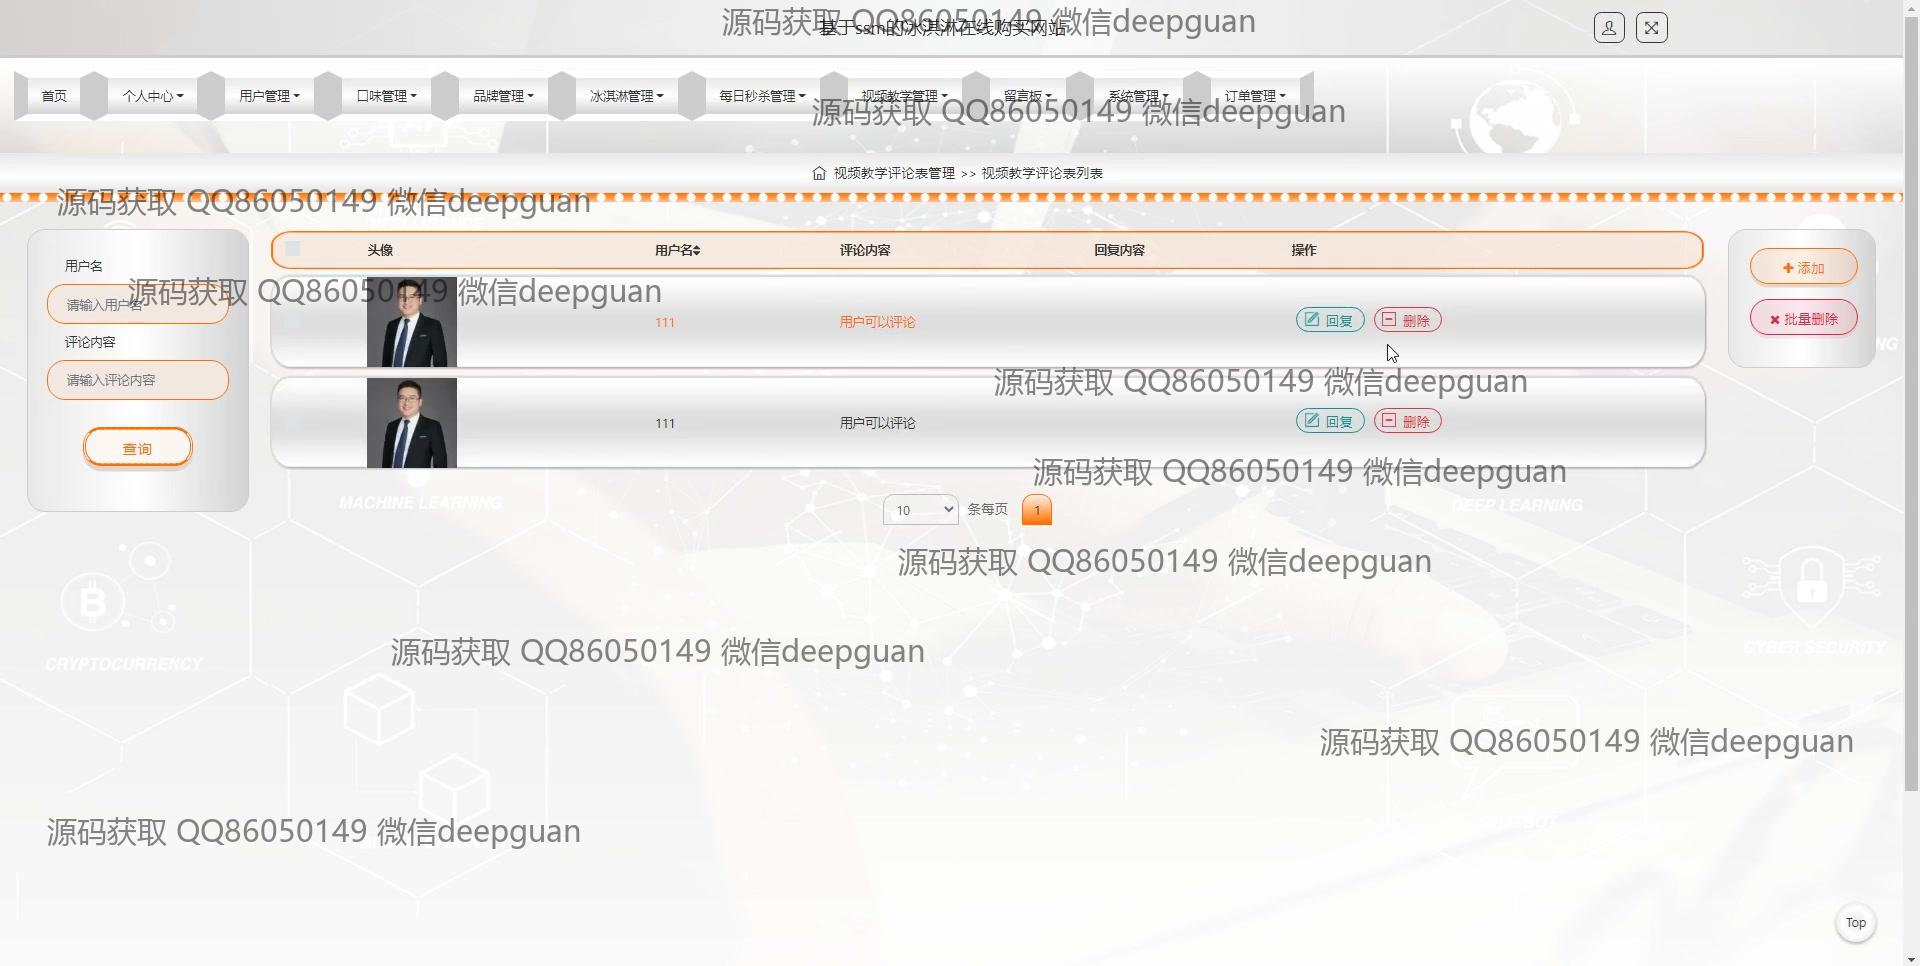 源码获取 QQ86050149 微信deepguan
基于ssm的冰淇淋在线购买网站
首页 个人中心 用户管理 口味管理 品牌管理 冰淇淋管理 每日秒杀管理 视频教学管理 留言板 系统管理 订单管理
源码获取 QQ86050149 微信deepguan
视频教学评论表管理 >> 视频教学评论表列表
源码获取 QQ86050149 微信deepguan
用户名
请输入用户名
评论内容
请输入评论内容
查询
头像 用户名 评论内容 回复内容 操作
源码获取 QQ86050149 微信deepguan
111 用户可以评论 回复 删除
源码获取 QQ86050149 微信deepguan
111 用户可以评论 回复 删除
添加
批量删除
源码获取 QQ86050149 微信deepguan
MACHINE LEARNING
10 条每页 1
DEEP LEARNING
源码获取 QQ86050149 微信deepguan
源码获取 QQ86050149 微信deepguan
CRYPTOCURRENCY
CYBER SECURITY
源码获取 QQ86050149 微信deepguan
源码获取 QQ86050149 微信deepguan
CHATBOT
Top